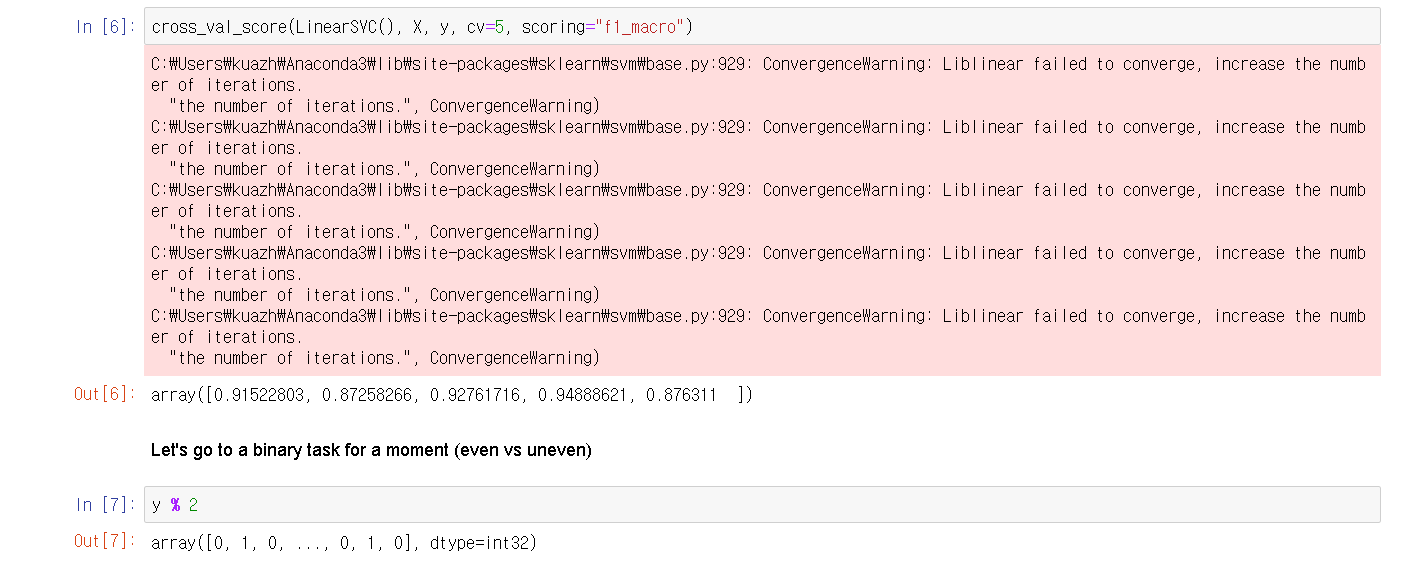 In [6]: cross_val_score(LinearSVC(), X, y, cv=5, scoring="f1_macro")
C:₩Users₩kuazh₩Anaconda3₩lib₩site-packages₩sklearn₩svm₩base.py:929: ConvergenceWarning: Liblinear failed to converge, increase the numb
er of iterations.
"the number of iterations.", ConvergenceWarning)
C:₩Users₩kuazh₩Anaconda3₩lib₩site-packages₩sklearn₩svm₩base.py:929: ConvergenceWarning: Liblinear failed to converge, increase the numb
er of iterations.
"the number of iterations.", ConvergenceWarning)
C:₩Users₩kuazh₩Anaconda3₩lib₩site-packages₩sklearn₩svm₩base.py:929: ConvergenceWarning: Liblinear failed to converge, increase the numb
er of iterations.
"the number of iterations.", ConvergenceWarning)
C:₩Users₩kuazh₩Anaconda3₩lib₩site-packages₩sklearn₩svm₩base.py:929: ConvergenceWarning: Liblinear failed to converge, increase the numb
er of iterations.
"the number of iterations.", ConvergenceWarning)
C:₩Users₩kuazh₩Anaconda3₩lib₩site-packages₩sklearn₩svm₩base.py:929: ConvergenceWarning: Liblinear failed to converge, increase the numb
er of iterations.
"the number of iterations.", ConvergenceWarning)
Out[6]: array([0.91522803, 0.87258266, 0.92761716, 0.94888621, 0.876311  ])
Let's go to a binary task for a moment (even vs uneven)
In [7]: y % 2
Out[7]: array([0, 1, 0, ..., 0, 1, 0], dtype=int32)